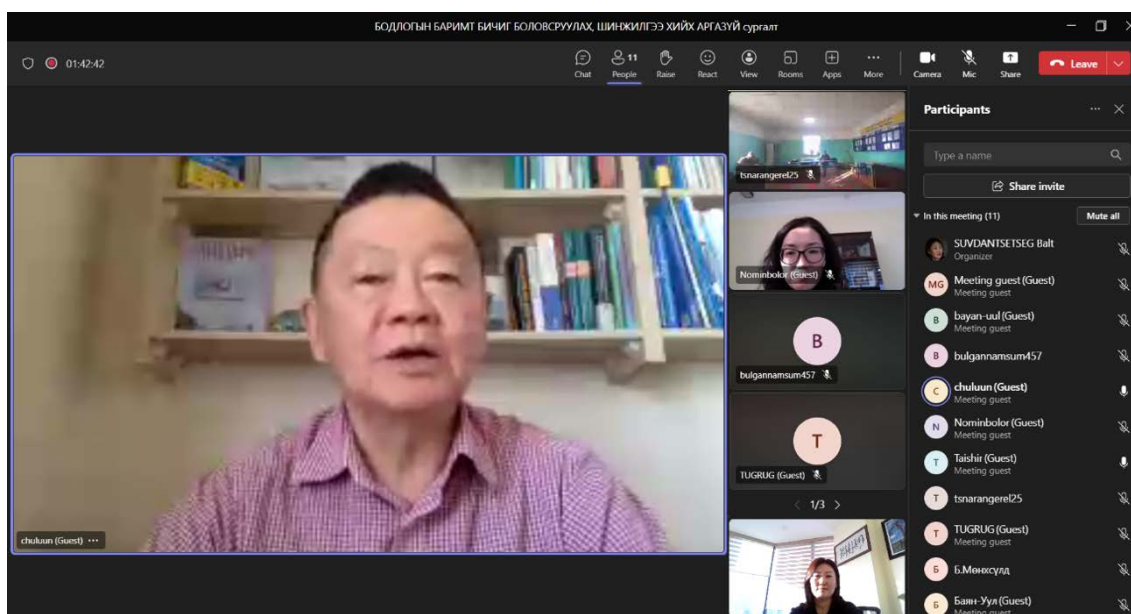 БОДЛОГЫН БАРИМТ БИЧИГ БОЛОВСРУУЛАХ, ШИНЖИЛГЭЭ ХИЙХ АРГАЗҮЙ сургалт
01:42:42
Chat
11
People
Raise
React
View
Rooms
Apps
More
Camera
Mic
Share
Leave
chuluun (Guest)
tsnarangerel25
Nominbolor (Guest)
B
bulgannamsum457
T
TUGRUG (Guest)
1/3
Participants
Type a name
Share invite
In this meeting (11)
Mute all
SUVDANTSETSEG Balt
Organizer
MG
Meeting guest (Guest)
Meeting guest
B
bayan-uul (Guest)
Meeting guest
B
bulgannamsum457
C
chuluun (Guest)
Meeting guest
N
Nominbolor (Guest)
Meeting guest
T
Taishir (Guest)
Meeting guest
T
tsnarangerel25
T
TUGRUG (Guest)
Meeting guest
Б
Б.Мөнхсүлд
Б
Баян-Уул (Guest)
Meeting guest